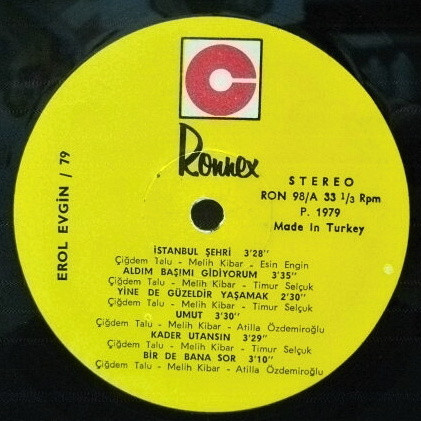 Ronnex
EROL EVGİN / 79
STEREO
RON 98/A 33 1/3 Rpm
P. 1979
Made In Turkey
İSTANBUL ŞEHRİ 3'28"
Çiğdem Talu - Melih Kibar - Esin Engin
ALDIM BAŞIMI GİDİYORUM 3'35"
Çiğdem Talu - Melih Kibar - Timur Selçuk
YİNE DE GÜZELDİR YAŞAMAK 2'30"
Çiğdem Talu - Melih Kibar - Timur Selçuk
UMUT 3'30"
Çiğdem Talu - Melih Kibar - Atilla Özdemiroğlu
KADER UTANSIN 3'29"
Çiğdem Talu - Melih Kibar - Timur Selçuk
BİR DE BANA SOR 3'10"
Çiğdem Talu - Melih Kibar - Atilla Özdemiroğlu